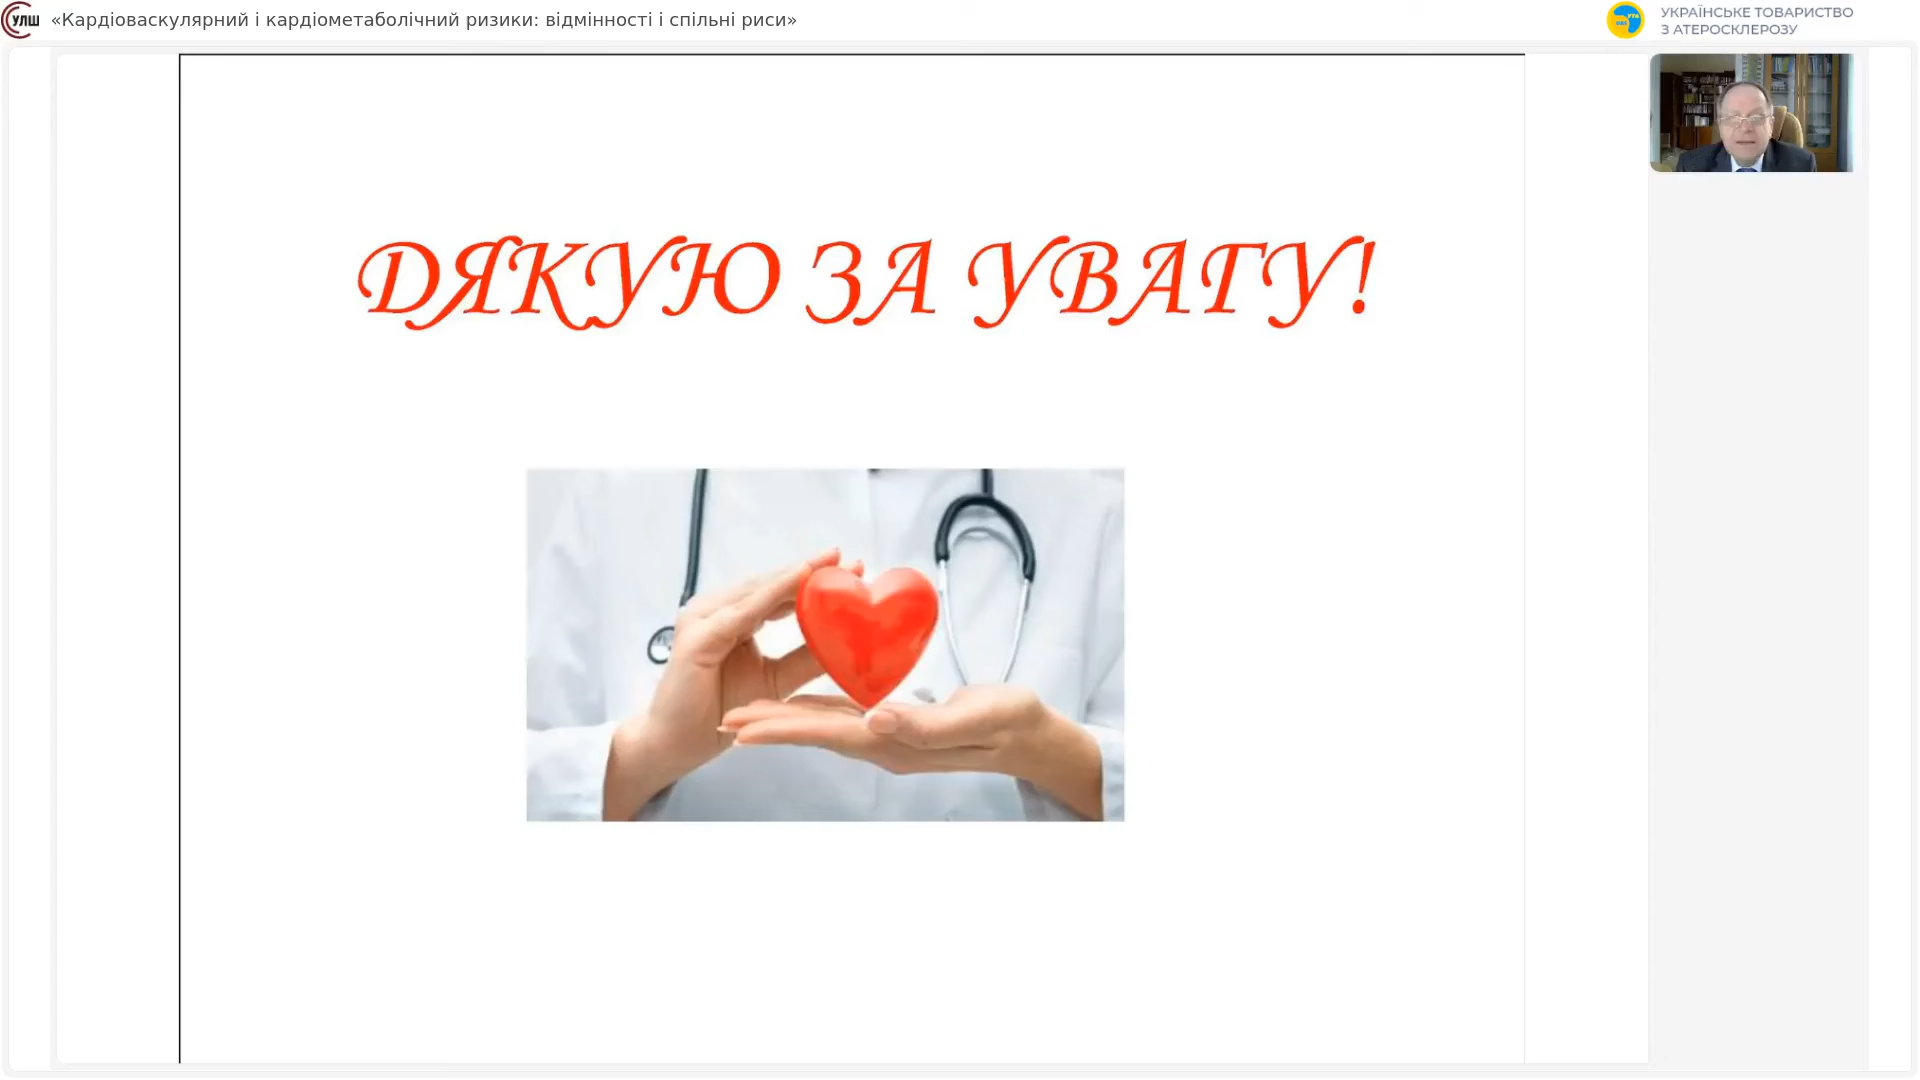 УЛШ «Кардіоваскулярний і кардіометаболічний ризики: відмінності і спільні риси»
УКРАЇНСЬКЕ ТОВАРИСТВО
З АТЕРОСКЛЕРОЗУ
ДЯКУЮ ЗА УВАГУ!